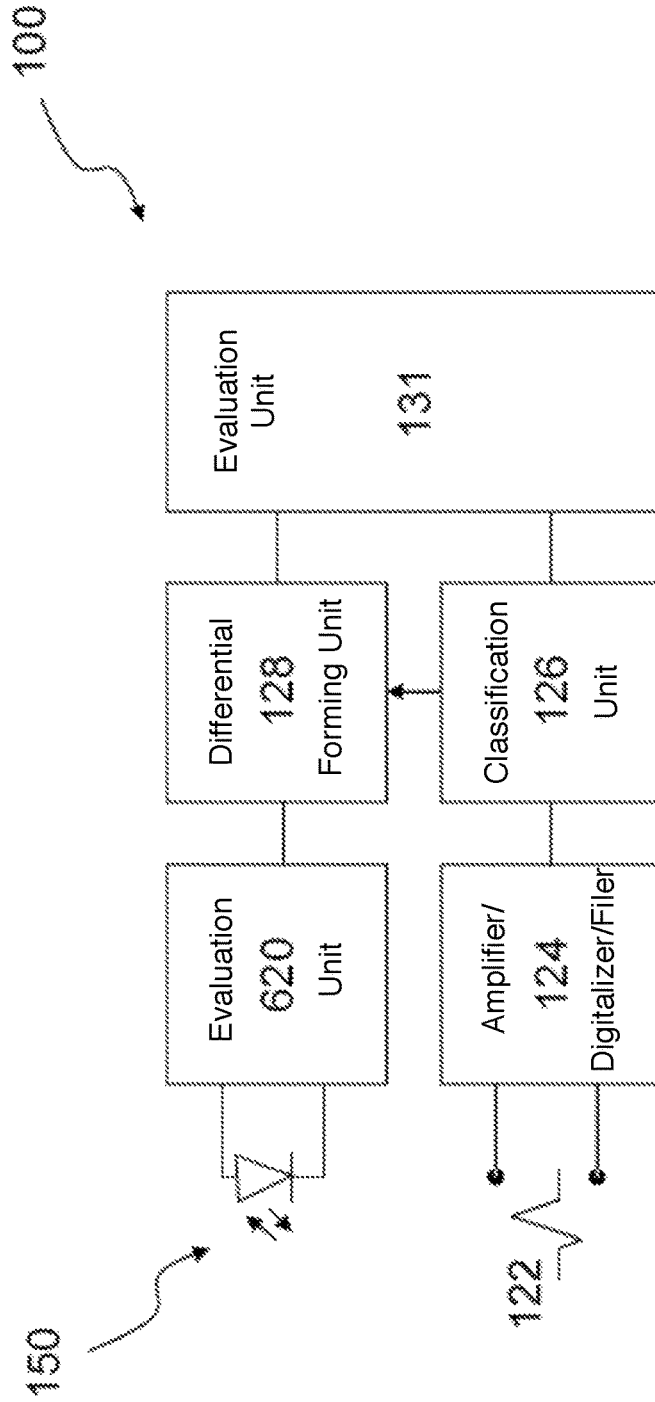 100
150
Evaluation
620
Unit
Differential
128
Forming Unit
Evaluation
Unit
131
122
Amplifier/
124
Digitalizer/Filer
Classification
126
Unit